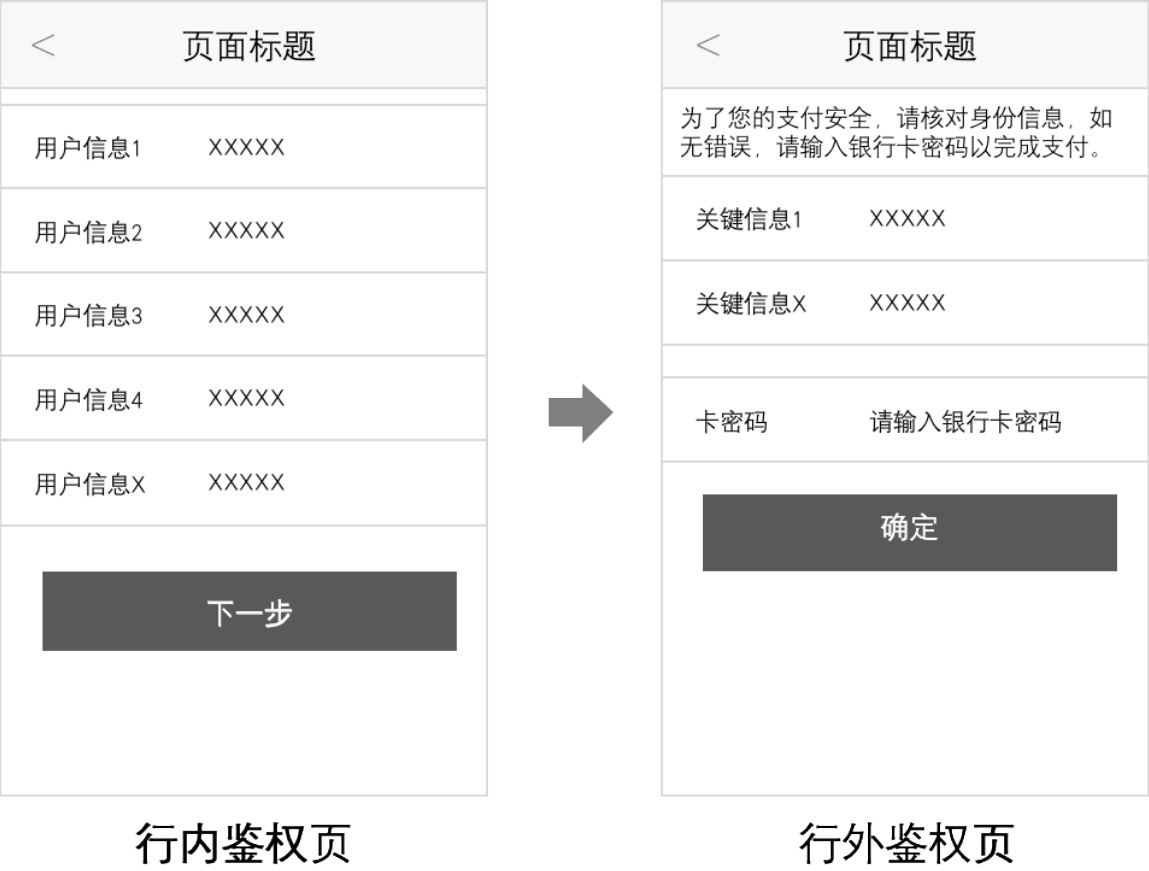 < 页面标题
用户信息1 XXXXX
用户信息2 XXXXX
用户信息3 XXXXX
用户信息4 XXXXX
用户信息X XXXXX
下一步
行内鉴权页
< 页面标题
为了您的支付安全，请核对身份信息，如
无错误，请输入银行卡密码以完成支付。
关键信息1 XXXXX
关键信息X XXXXX
卡密码 请输入银行卡密码
确定
行外鉴权页